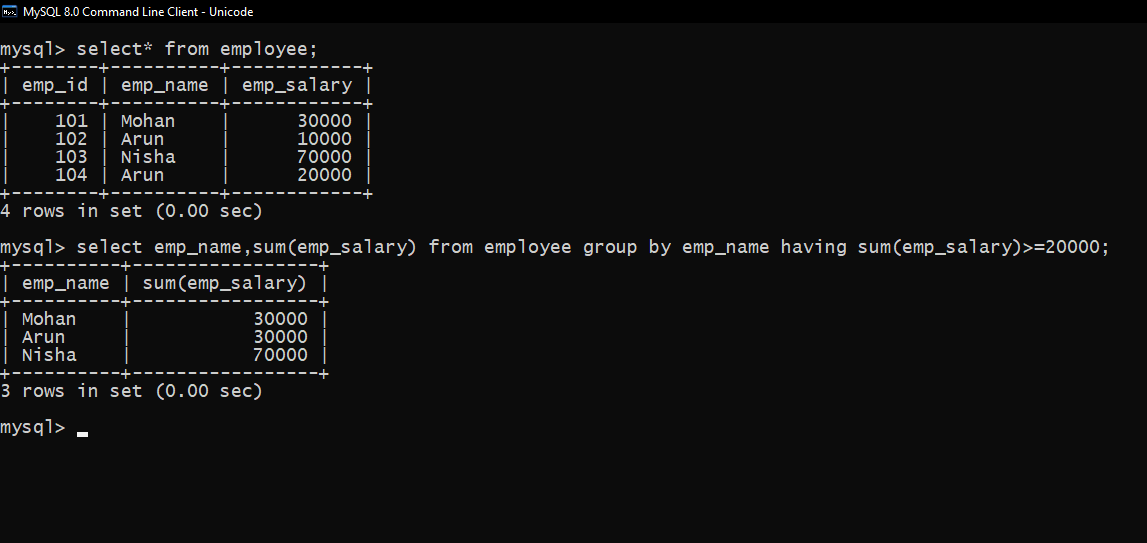 MySQL 8.0 Command Line Client - Unicode
mysql> select* from employee;
+--------+----------+------------+
| emp_id | emp_name | emp_salary |
+--------+----------+------------+
|    101 | Mohan    |      30000 |
|    102 | Arun     |      10000 |
|    103 | Nisha    |      70000 |
|    104 | Arun     |      20000 |
+--------+----------+------------+
4 rows in set (0.00 sec)
mysql> select emp_name,sum(emp_salary) from employee group by emp_name having sum(emp_salary)>=20000;
+----------+-----------------+
| emp_name | sum(emp_salary) |
+----------+-----------------+
| Mohan    |           30000 |
| Arun     |           30000 |
| Nisha    |           70000 |
+----------+-----------------+
3 rows in set (0.00 sec)
mysql> _